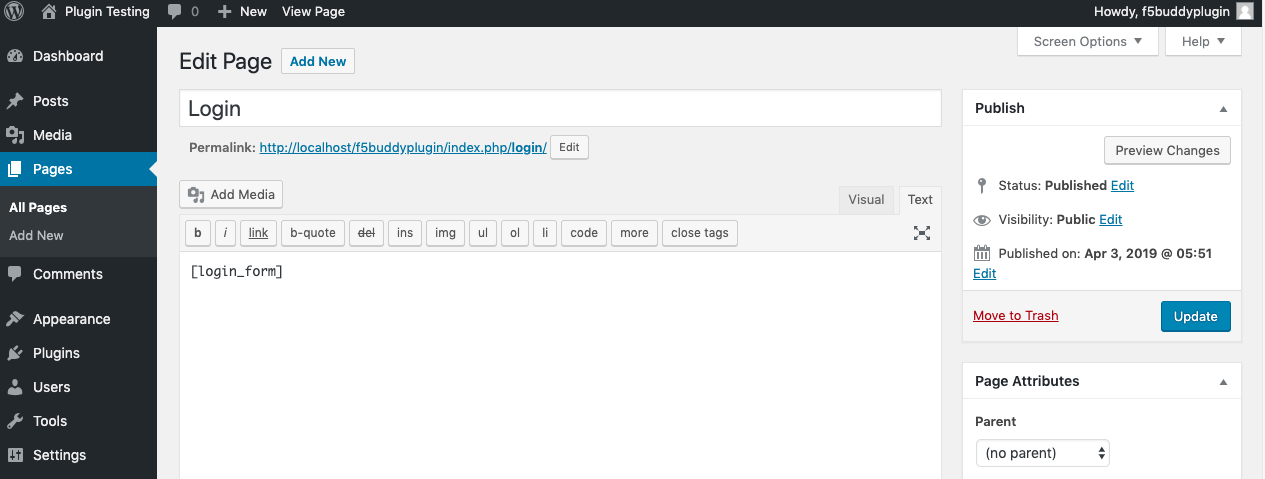 Plugin Testing 0 New View Page Howdy, f5buddyplugin
Dashboard
Posts
Media
Pages
All Pages
Add New
Comments
Appearance
Plugins
Users
Tools
Settings
Screen Options Help
Edit Page Add New
Login
Permalink: http://localhost/f5buddyplugin/index.php/login/ Edit
Add Media
Visual Text
b i link b-quote del ins img ul ol li code more close tags
[login_form]
Publish
Preview Changes
Status: Published Edit
Visibility: Public Edit
Published on: Apr 3, 2019 @ 05:51
Edit
Move to Trash Update
Page Attributes
Parent
(no parent)